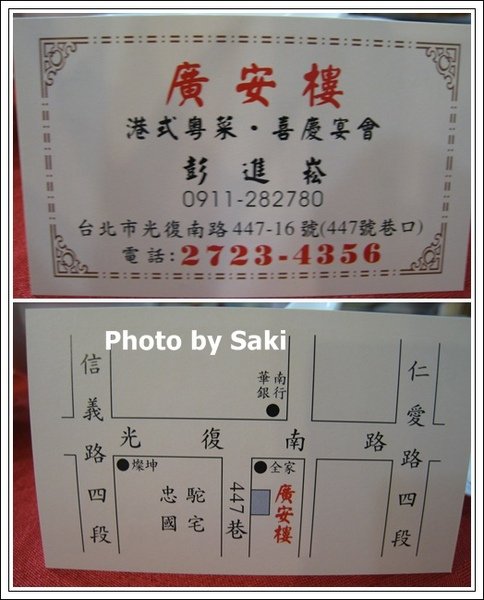 廣安樓
港式粵菜・喜慶宴會
彭進崧
0911-282780
台北市光復南路447-16號(447號巷口)
電話:2723-4356
Photo by Saki
信義路四段
華南銀行
仁愛路四段
光復南路
燦坤
全家
忠駝國宅
447巷
廣安樓